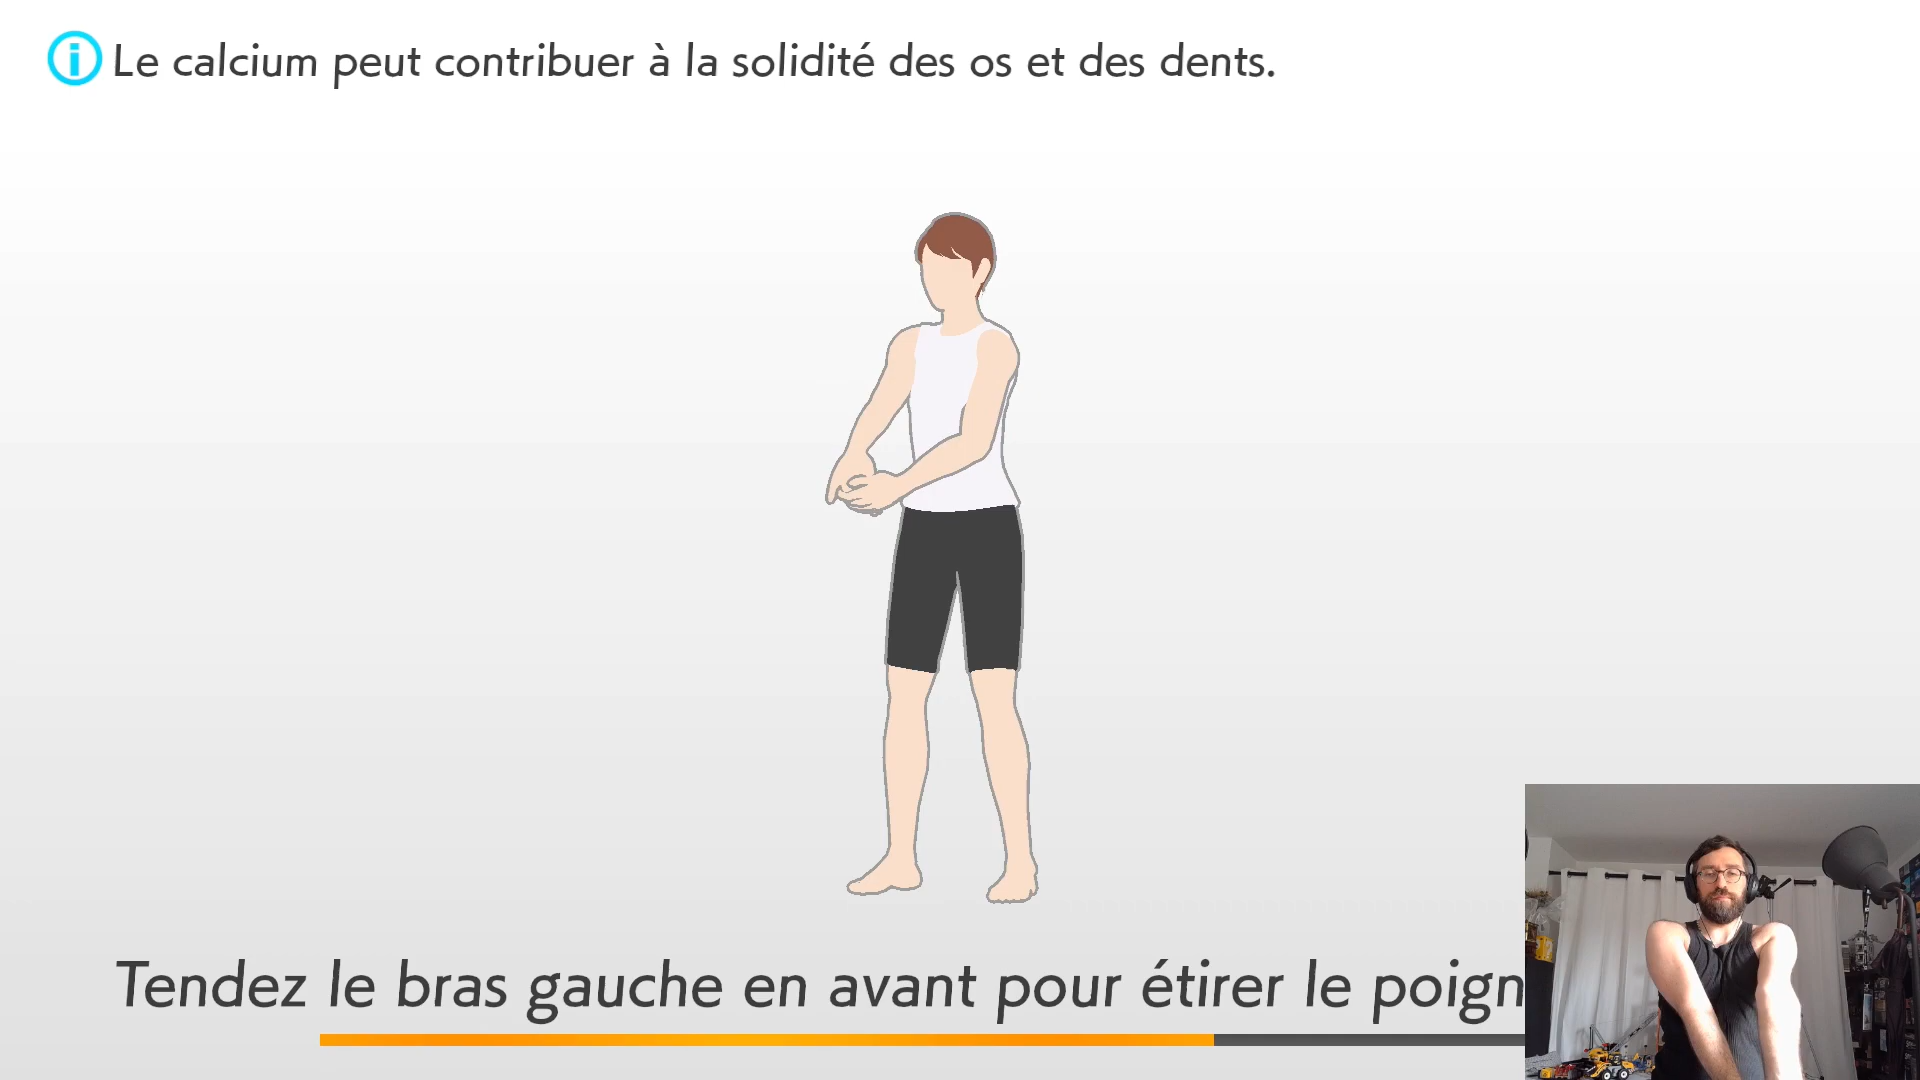 Le calcium peut contribuer à la solidité des os et des dents.
Tendez le bras gauche en avant pour étirer le poign